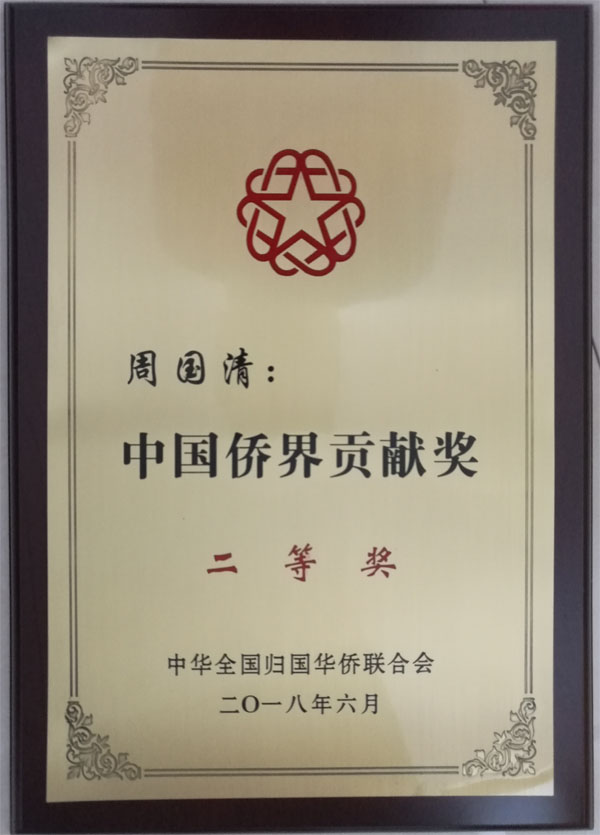 周国清：
中国侨界贡献奖
二等奖
中华全国归国华侨联合会
二〇一八年六月